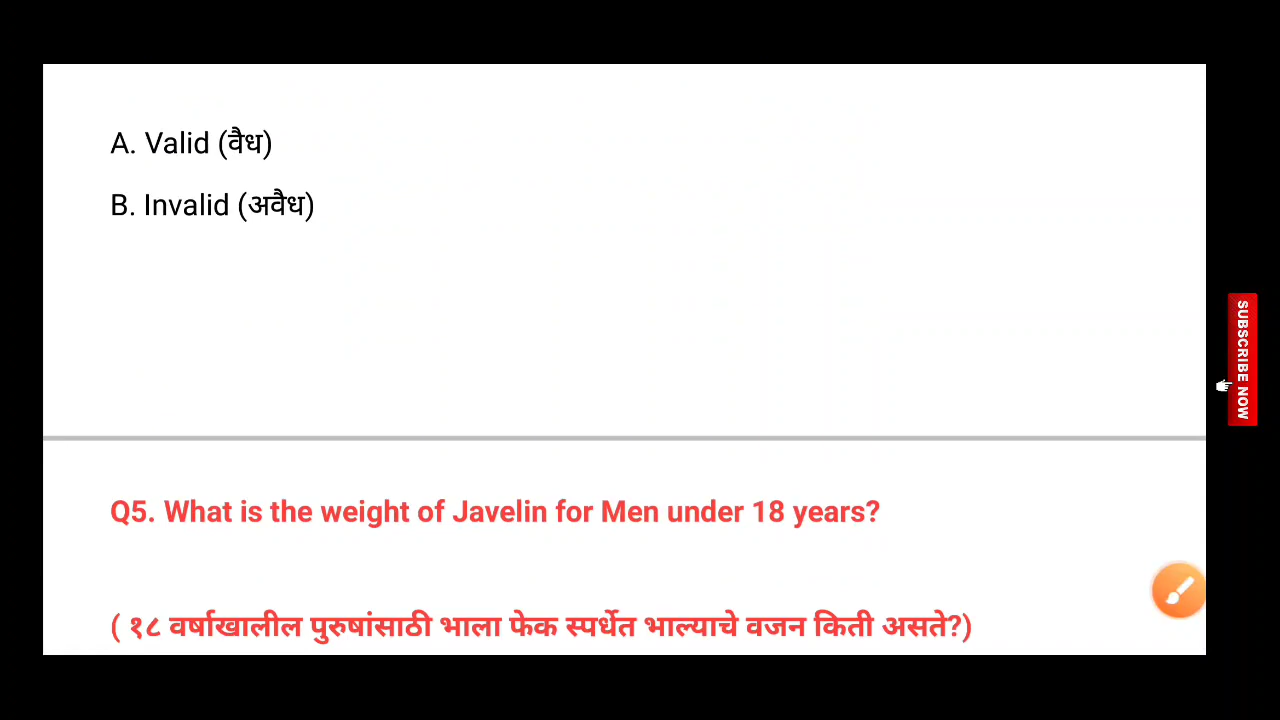 A. Valid (वैध)
B. Invalid (अवैध)
SUBSCRIBE NOW
Q5. What is the weight of Javelin for Men under 18 years?
( १८ वर्षाखालील पुरुषांसाठी भाला फेक स्पर्धेत भाल्याचे वजन किती असते?)